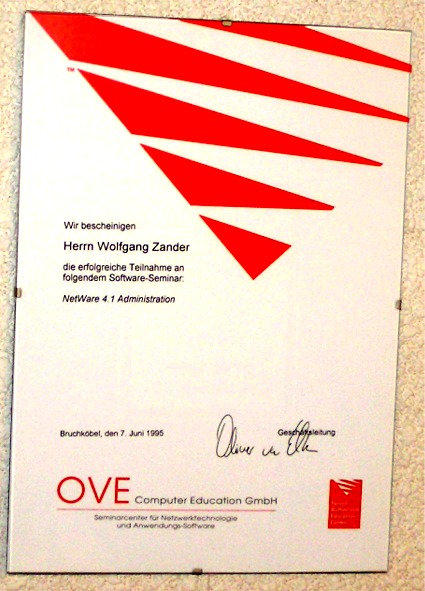 TM
Wir bescheinigen
Herrn Wolfgang Zander
die erfolgreiche Teilnahme an
folgendem Software-Seminar:
NetWare 4.1 Administration
Bruchköbel, den 7. Juni 1995
Geschäftsleitung
OVE Computer Education GmbH
Seminarcenter für Netzwerktechnologie
und Anwendungs-Software